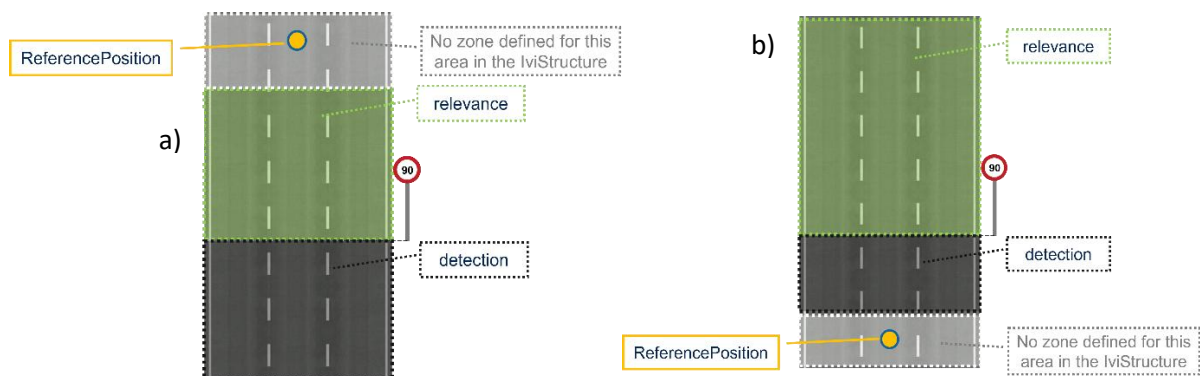 ReferencePosition
No zone defined for this
area in the IviStructure
relevance
a)
90
detection
b)
relevance
90
detection
ReferencePosition
No zone defined for this
area in the IviStructure